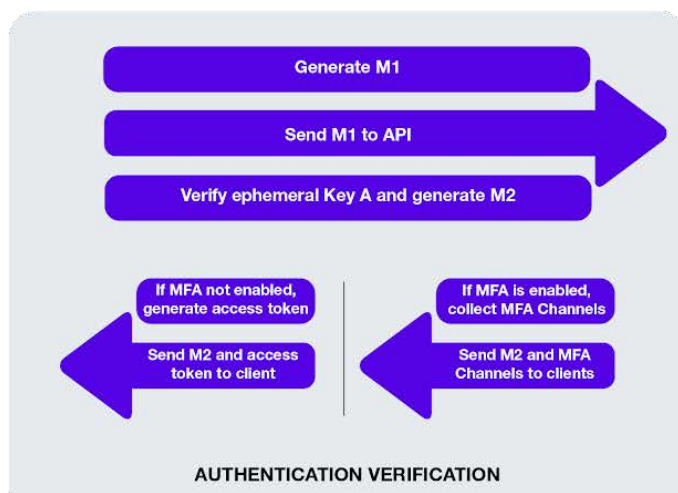 Generate M1
Send M1 to API
Verify ephemeral Key A and generate M2
If MFA not enabled,
generate access token
Send M2 and access
token to client
If MFA is enabled,
collect MFA Channels
Send M2 and MFA
Channels to clients
AUTHENTICATION VERIFICATION